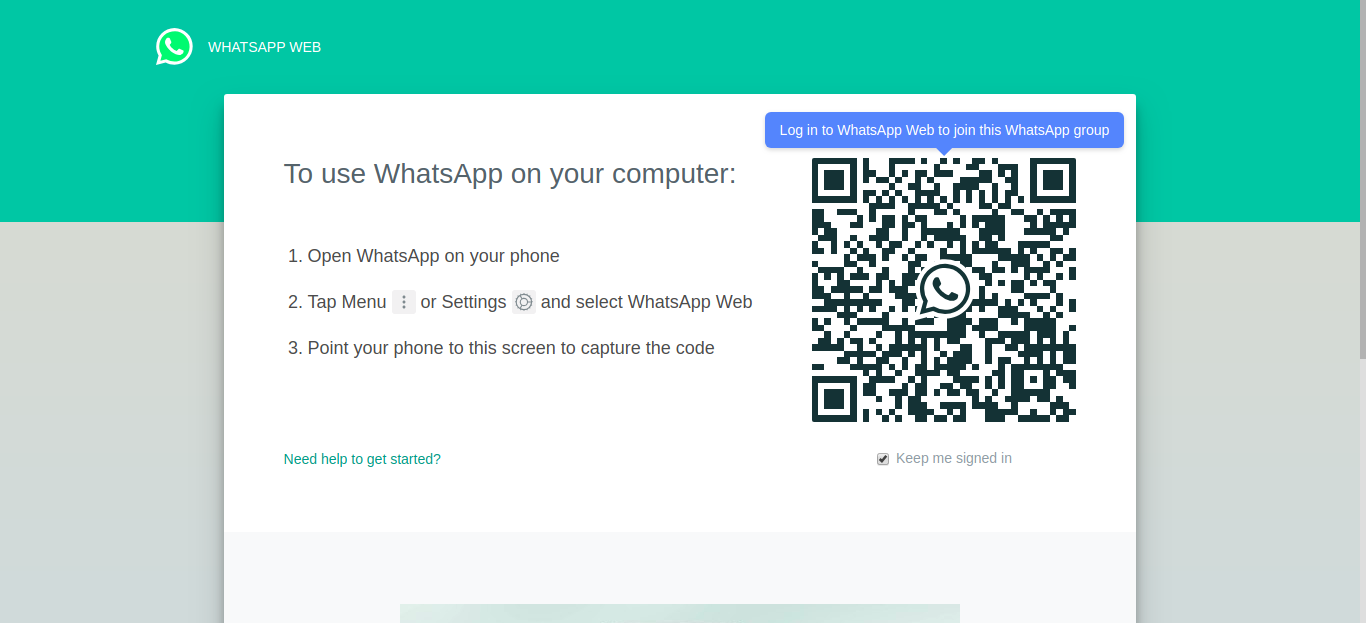 WHATSAPP WEB
Log in to WhatsApp Web to join this WhatsApp group
To use WhatsApp on your computer:
1. Open WhatsApp on your phone
2. Tap Menu or Settings and select WhatsApp Web
3. Point your phone to this screen to capture the code
Need help to get started?
Keep me signed in